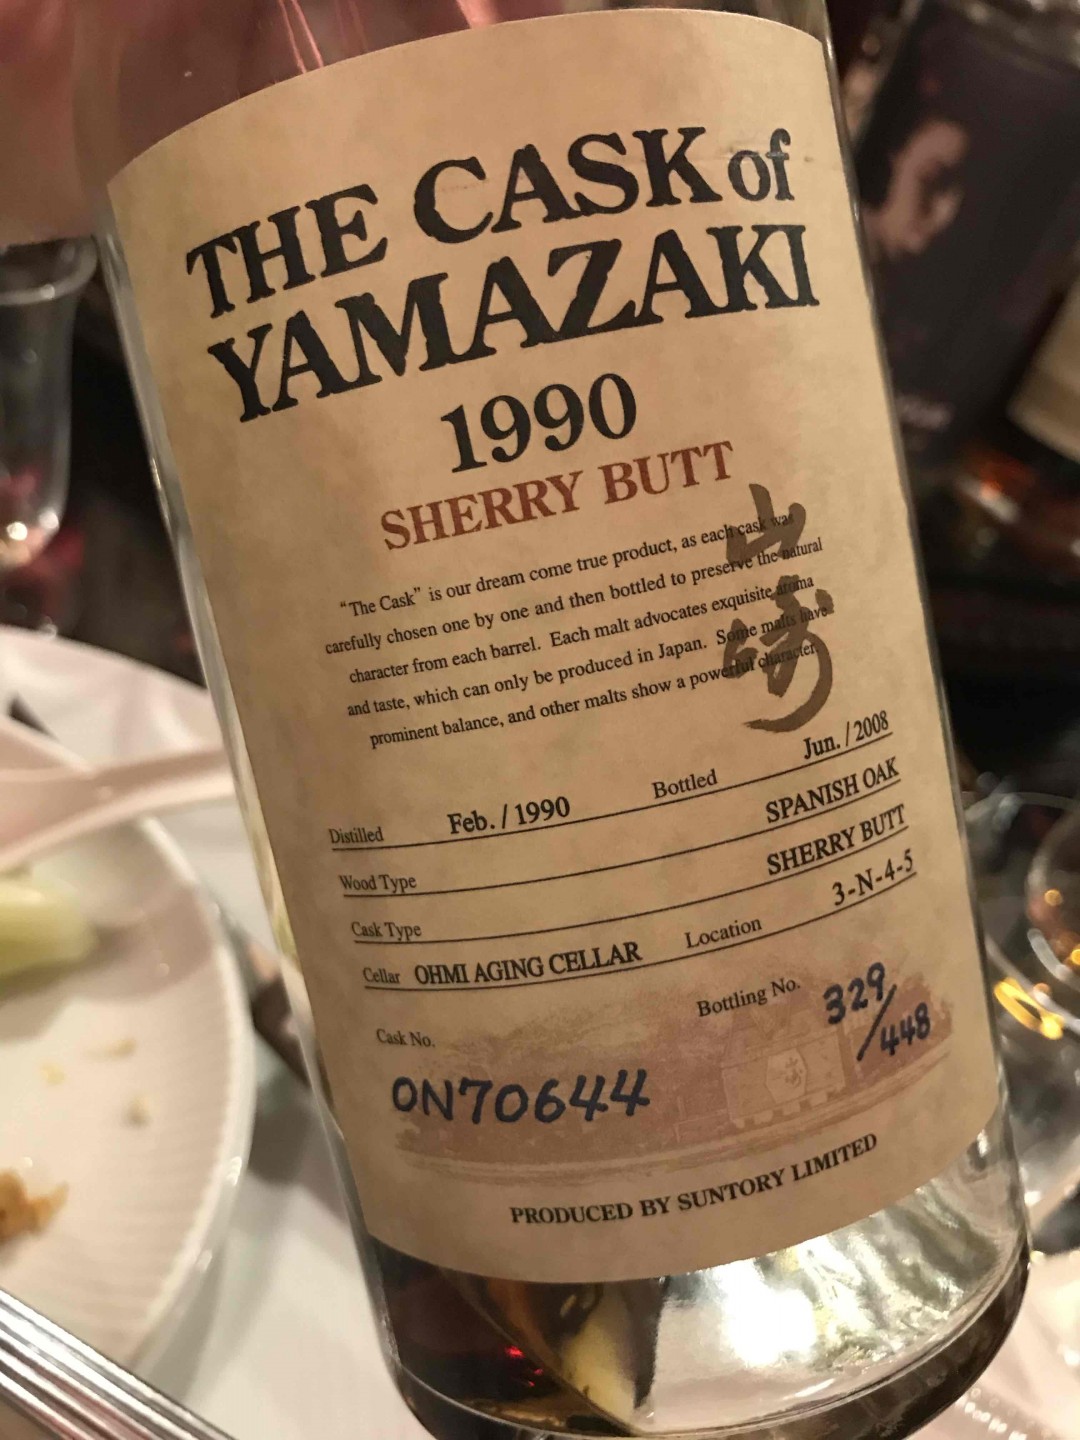 THE CASK of
YAMAZAKI
1990
SHERRY BUTT
山崎
"The Cask" is our dream come true product, as each cask was
carefully chosen one by one and then bottled to preserve the natural
character from each barrel. Each malt advocates exquisite aroma
and taste, which can only be produced in Japan. Some malts have
prominent balance, and other malts show a powerful character.
Distilled Feb. / 1990 Bottled Jun. / 2008
Wood Type SPANISH OAK
Cask Type SHERRY BUTT
Cellar OHMI AGING CELLAR Location 3-N-4-5
Cask No. Bottling No. 329/448
ON70644
PRODUCED BY SUNTORY LIMITED